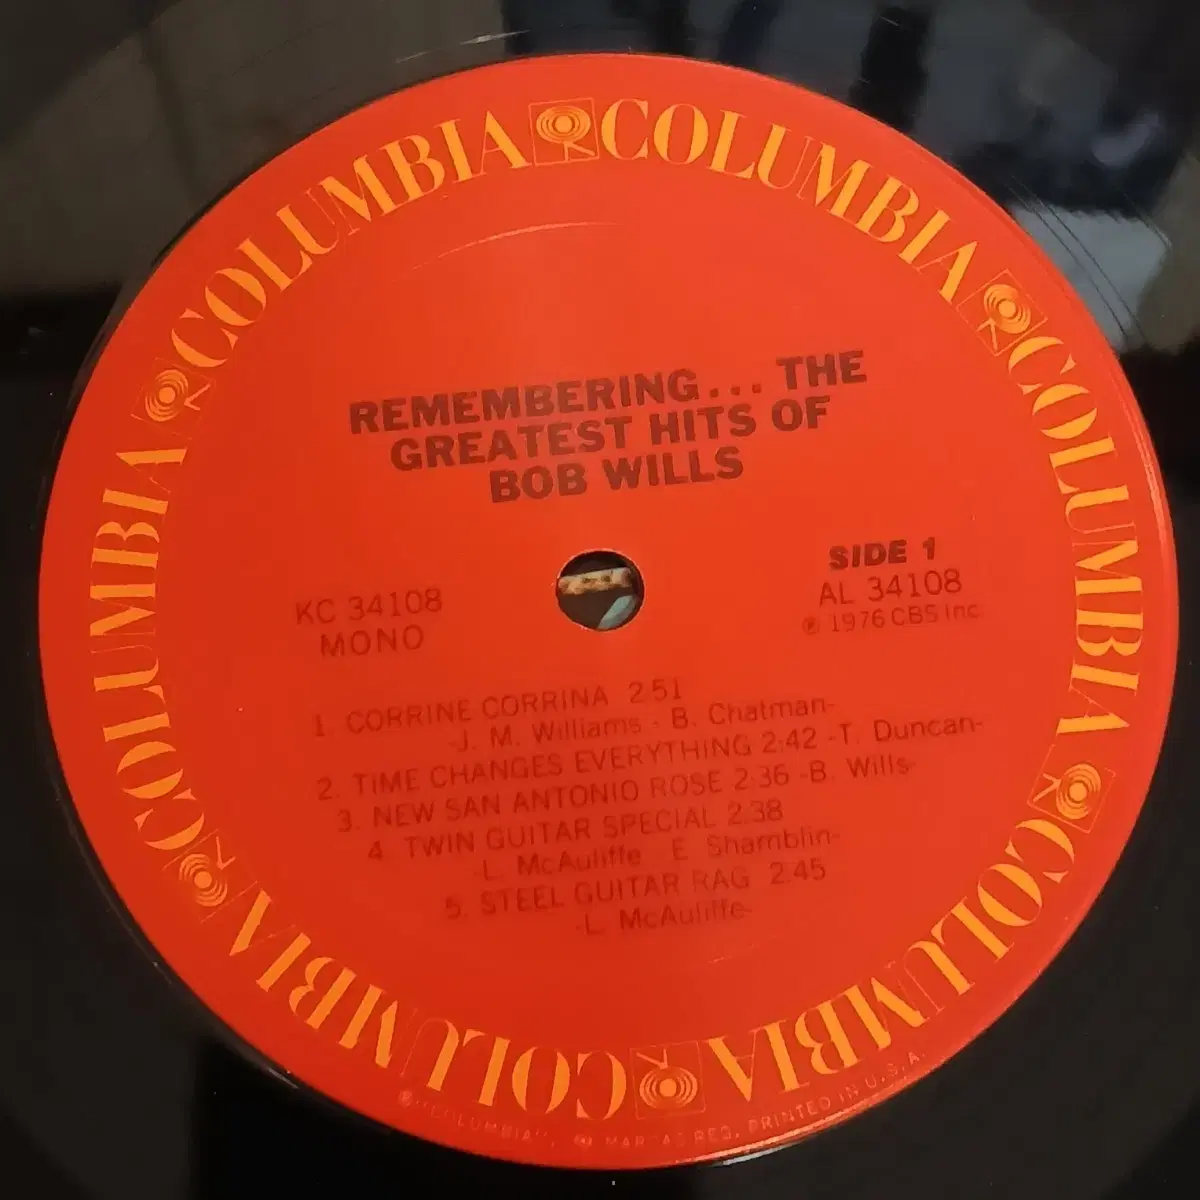 COLUMBIA COLUMBIA COLUMBIA COLUMBIA COLUMBIA COLUMBIA
REMEMBERING... THE
GREATEST HITS OF
BOB WILLS
SIDE 1
AL 34108
℗ 1976 CBS Inc.
KC 34108
MONO
1. CORRINE CORRINA 2:51
-J. M. Williams - B. Chatman-
2. TIME CHANGES EVERYTHING 2:42 -T. Duncan-
3. NEW SAN ANTONIO ROSE 2:36 -B. Wills-
4. TWIN GUITAR SPECIAL 2:38
-L. McAuliffe E. Shamblin-
5. STEEL GUITAR RAG 2:45
-L. McAuliffe-
"COLUMBIA", MARCAS REG. PRINTED IN U.S.A.